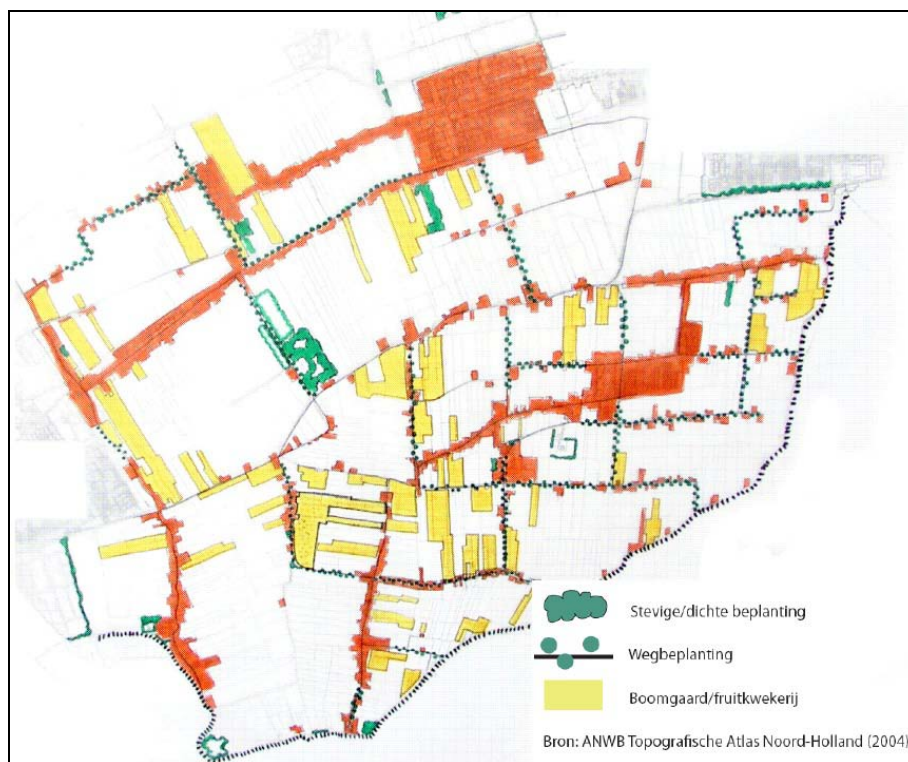 Stevige/dichte beplanting
Wegbeplanting
Boomgaard/fruitkwekerij
Bron: ANWB Topografische Atlas Noord-Holland (2004)